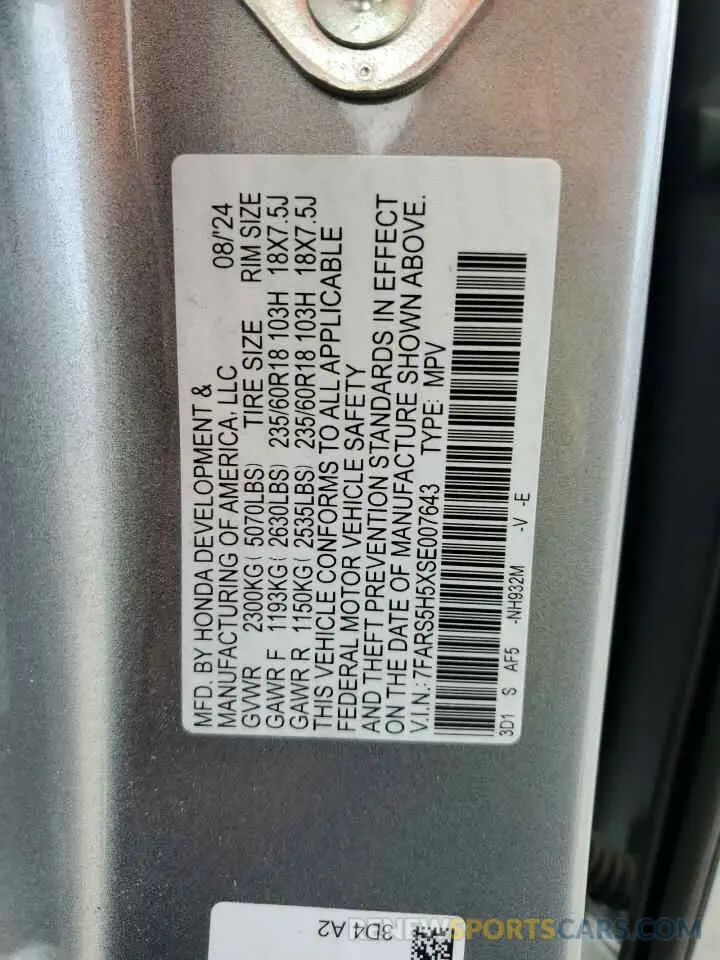 MFD. BY HONDA DEVELOPMENT &
MANUFACTURING OF AMERICA, LLC 08/'24
GVWR 2300KG( 5070LBS) TIRE SIZE RIM SIZE
GAWR F 1193KG( 2630LBS) 235/60R18 103H 18X7.5J
GAWR R 1150KG( 2535LBS) 235/60R18 103H 18X7.5J
THIS VEHICLE CONFORMS TO ALL APPLICABLE
FEDERAL MOTOR VEHICLE SAFETY
AND THEFT PREVENTION STANDARDS IN EFFECT
ON THE DATE OF MANUFACTURE SHOWN ABOVE.
V.I.N.:7FARS5H5XSE007643 TYPE: MPV
3D1 S AF5 -NH932M -V -E
3D4 A2
RENEWSPORTSCARS.COM